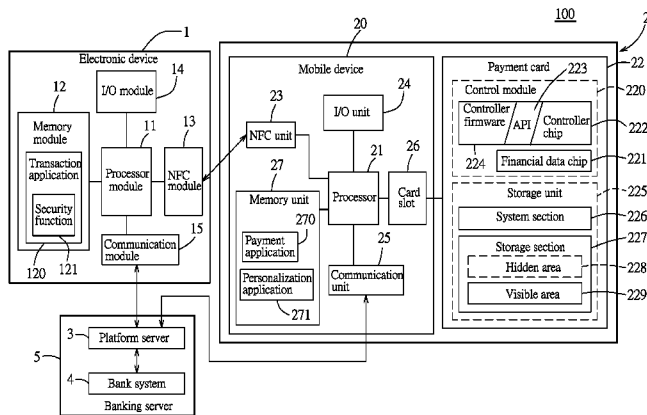 100
1
20
2
Electronic device
Mobile device
Payment card
22
12
14
I/O module
Memory module
Transaction application
Security function
121
120
11
Processor module
13
NFC module
Communication module
15
23
NFC unit
24
I/O unit
21
Processor
26
Card slot
27
Memory unit
270
Payment application
Personalization application
271
25
Communication unit
223
Control module
220
Controller firmware
API
Controller chip
222
224
Financial data chip
221
Storage unit
225
System section
226
Storage section
227
Hidden area
228
Visible area
229
3
Platform server
5
4
Bank system
Banking server